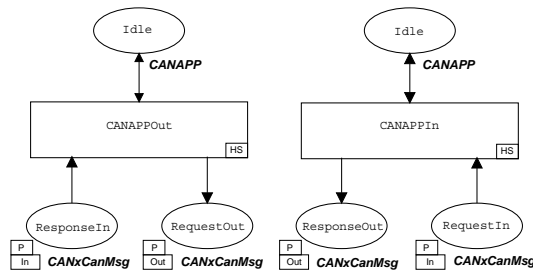 Idle
CANAPP
CANAPPOut
HS
ResponseIn
P
In
CANxCanMsg
RequestOut
P
Out
CANxCanMsg
Idle
CANAPP
CANAPPIn
HS
ResponseOut
P
Out
CANxCanMsg
RequestIn
P
In
CANxCanMsg